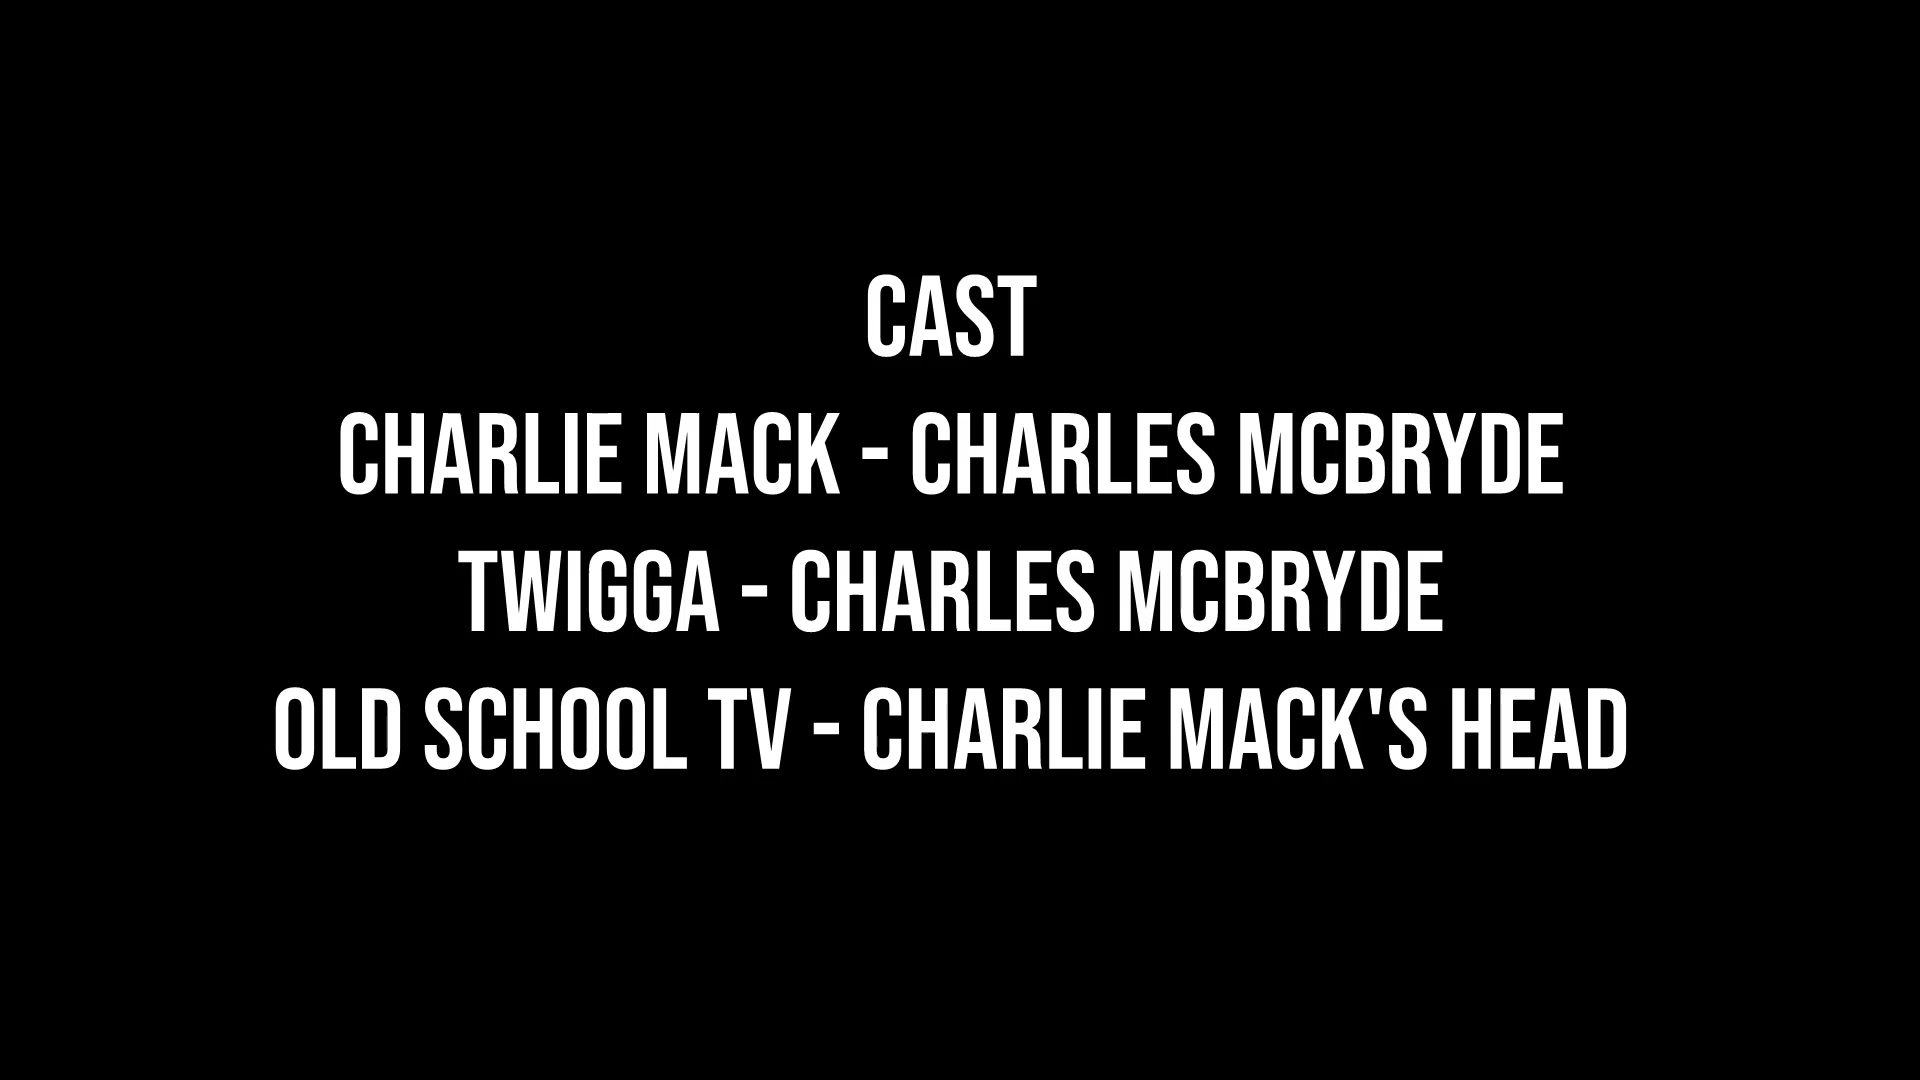 CAST
CHARLIE MACK - CHARLES MCBRYDE
TWIGGA - CHARLES MCBRYDE
OLD SCHOOL TV - CHARLIE MACK'S HEAD